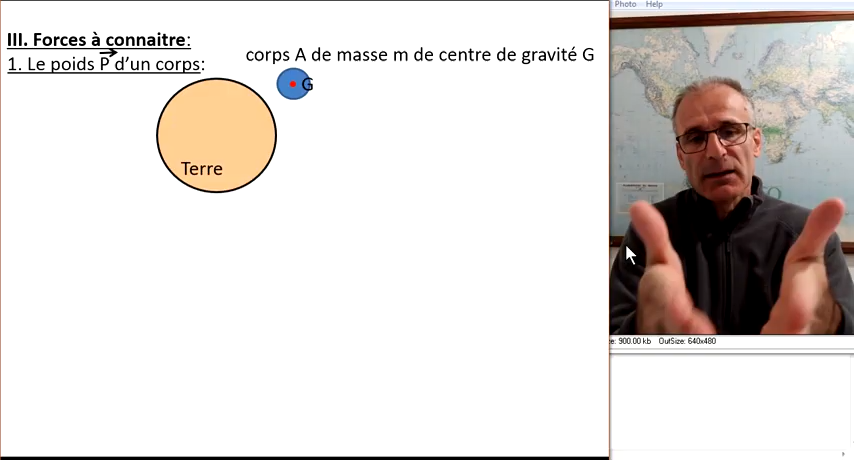 III. Forces à connaitre:
1. Le poids P⃗ d’un corps:
corps A de masse m de centre de gravité G
G
Terre
Photo Help
e: 900.00 kb OutSize: 640x480